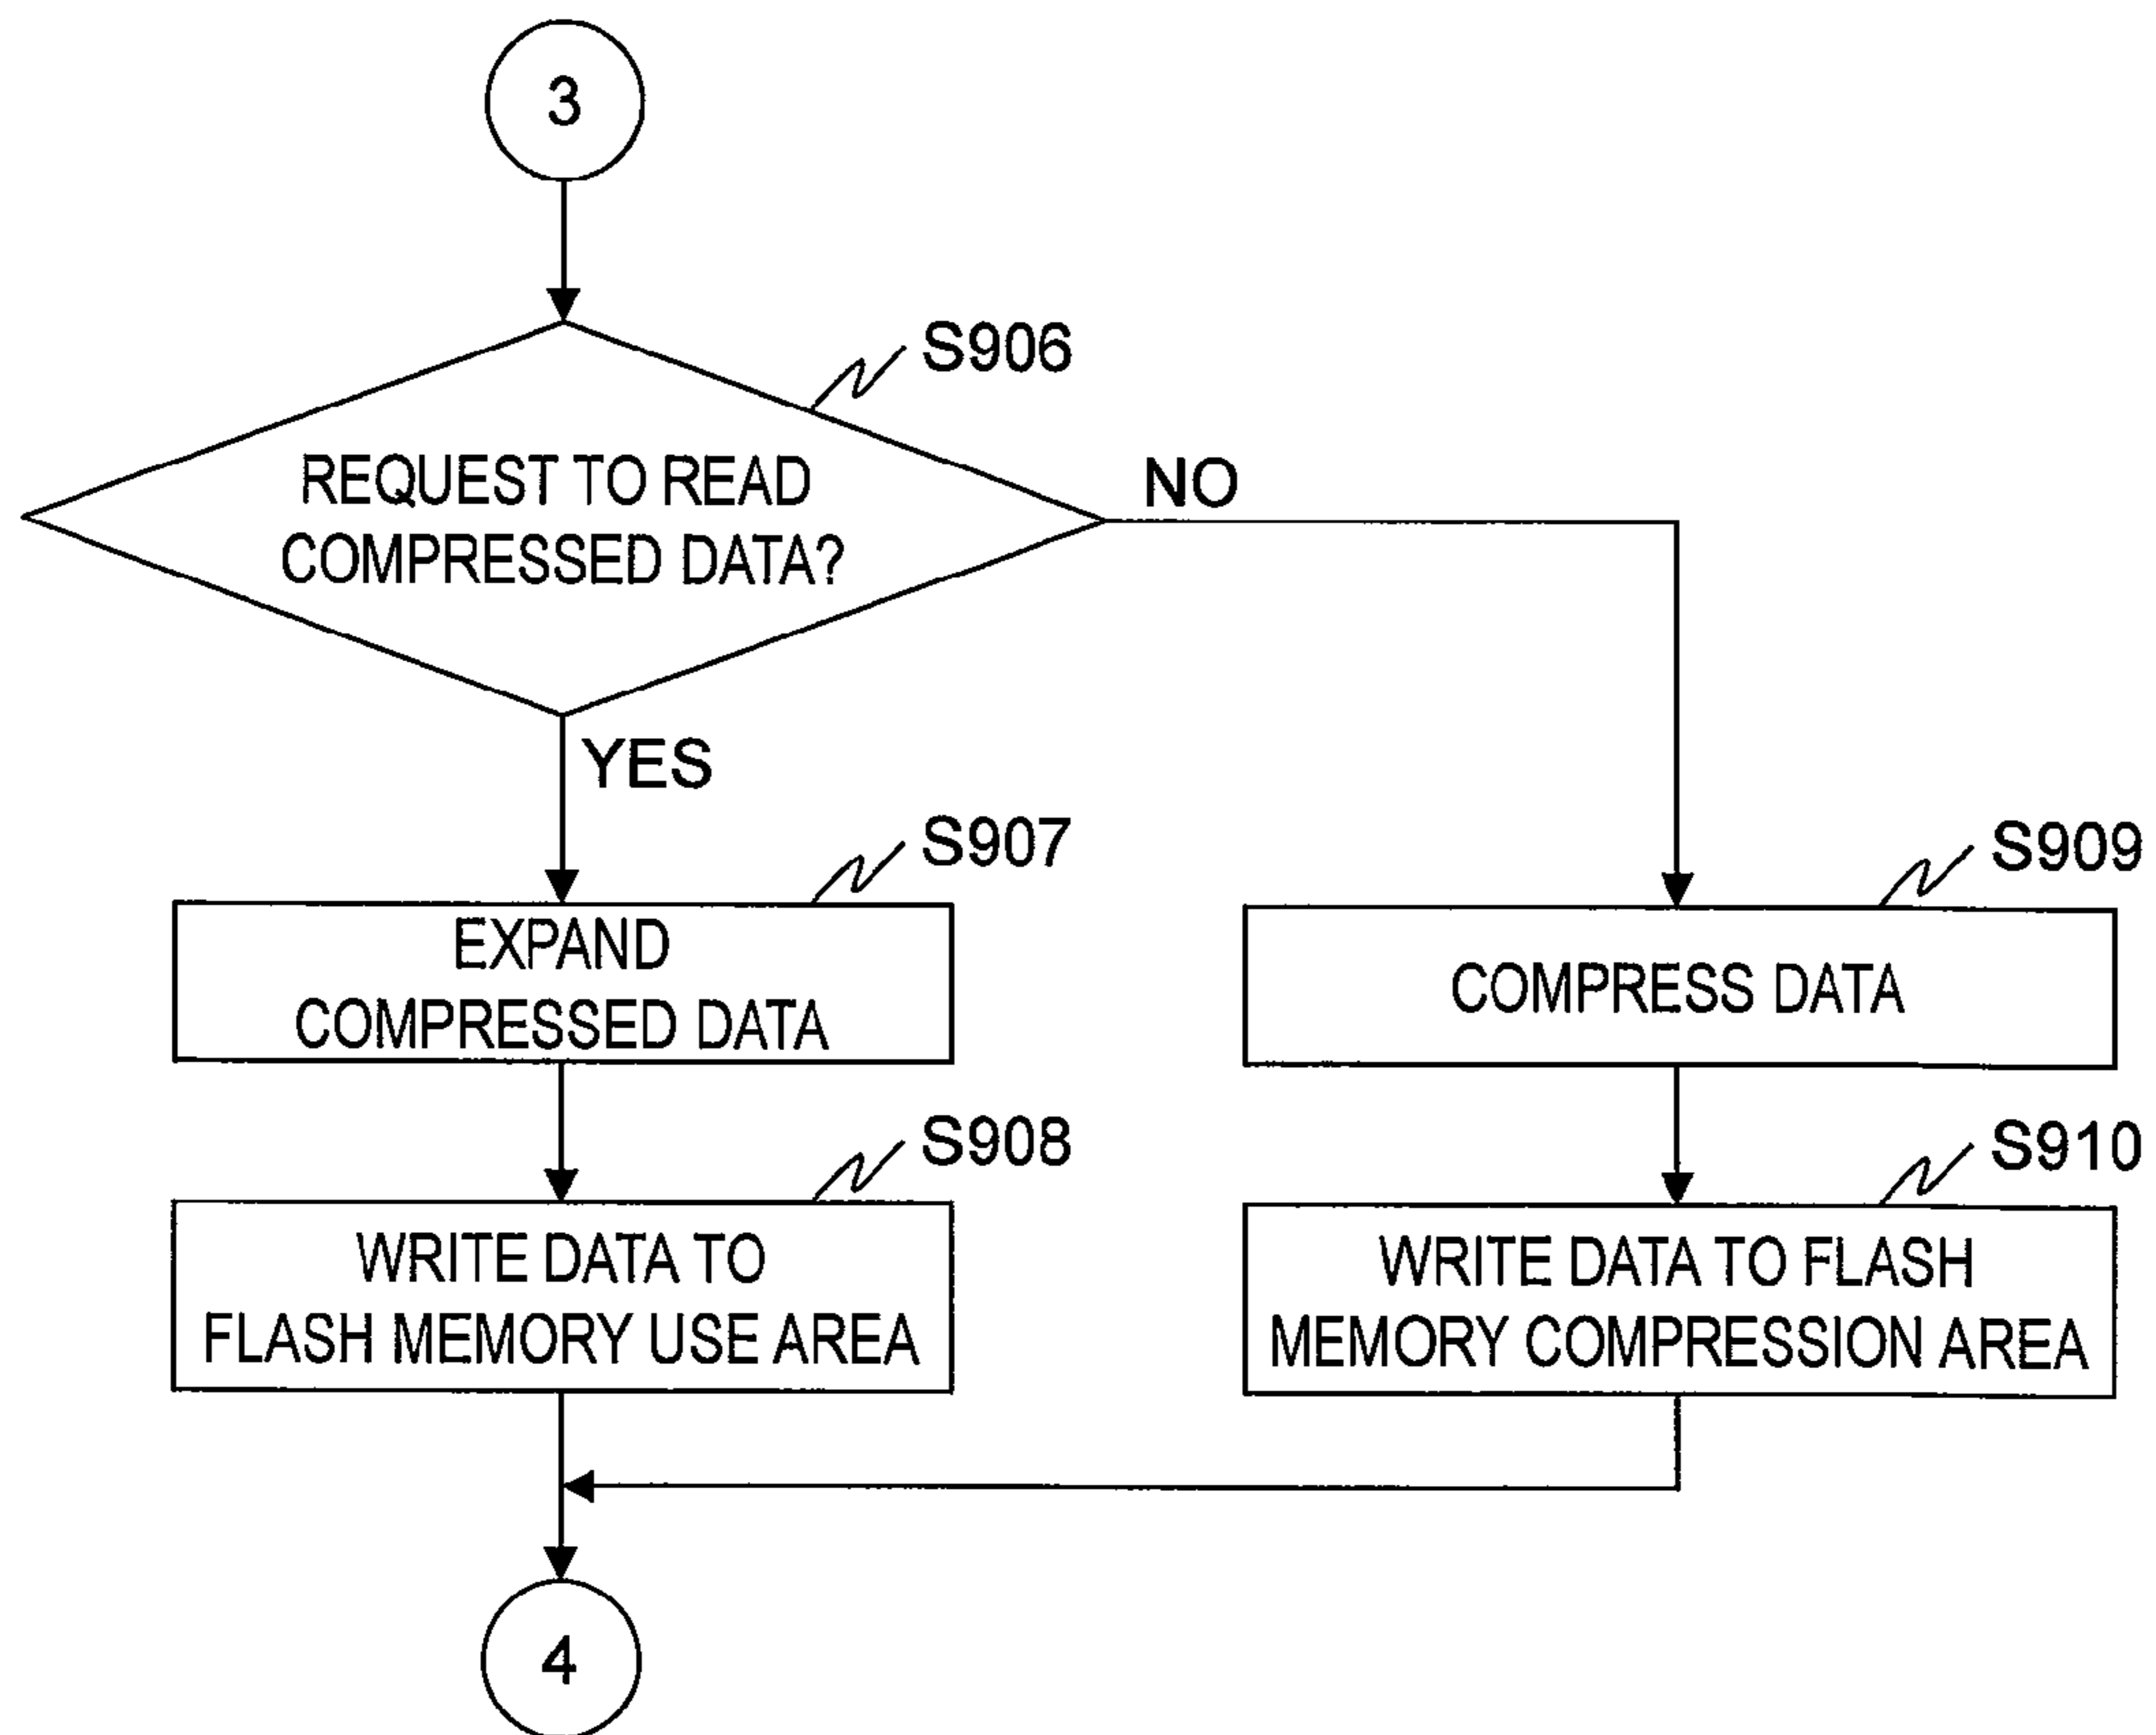 3
S906
REQUEST TO READ
COMPRESSED DATA?
NO
YES
S907
EXPAND
COMPRESSED DATA
S909
COMPRESS DATA
S908
WRITE DATA TO
FLASH MEMORY USE AREA
S910
WRITE DATA TO FLASH
MEMORY COMPRESSION AREA
4